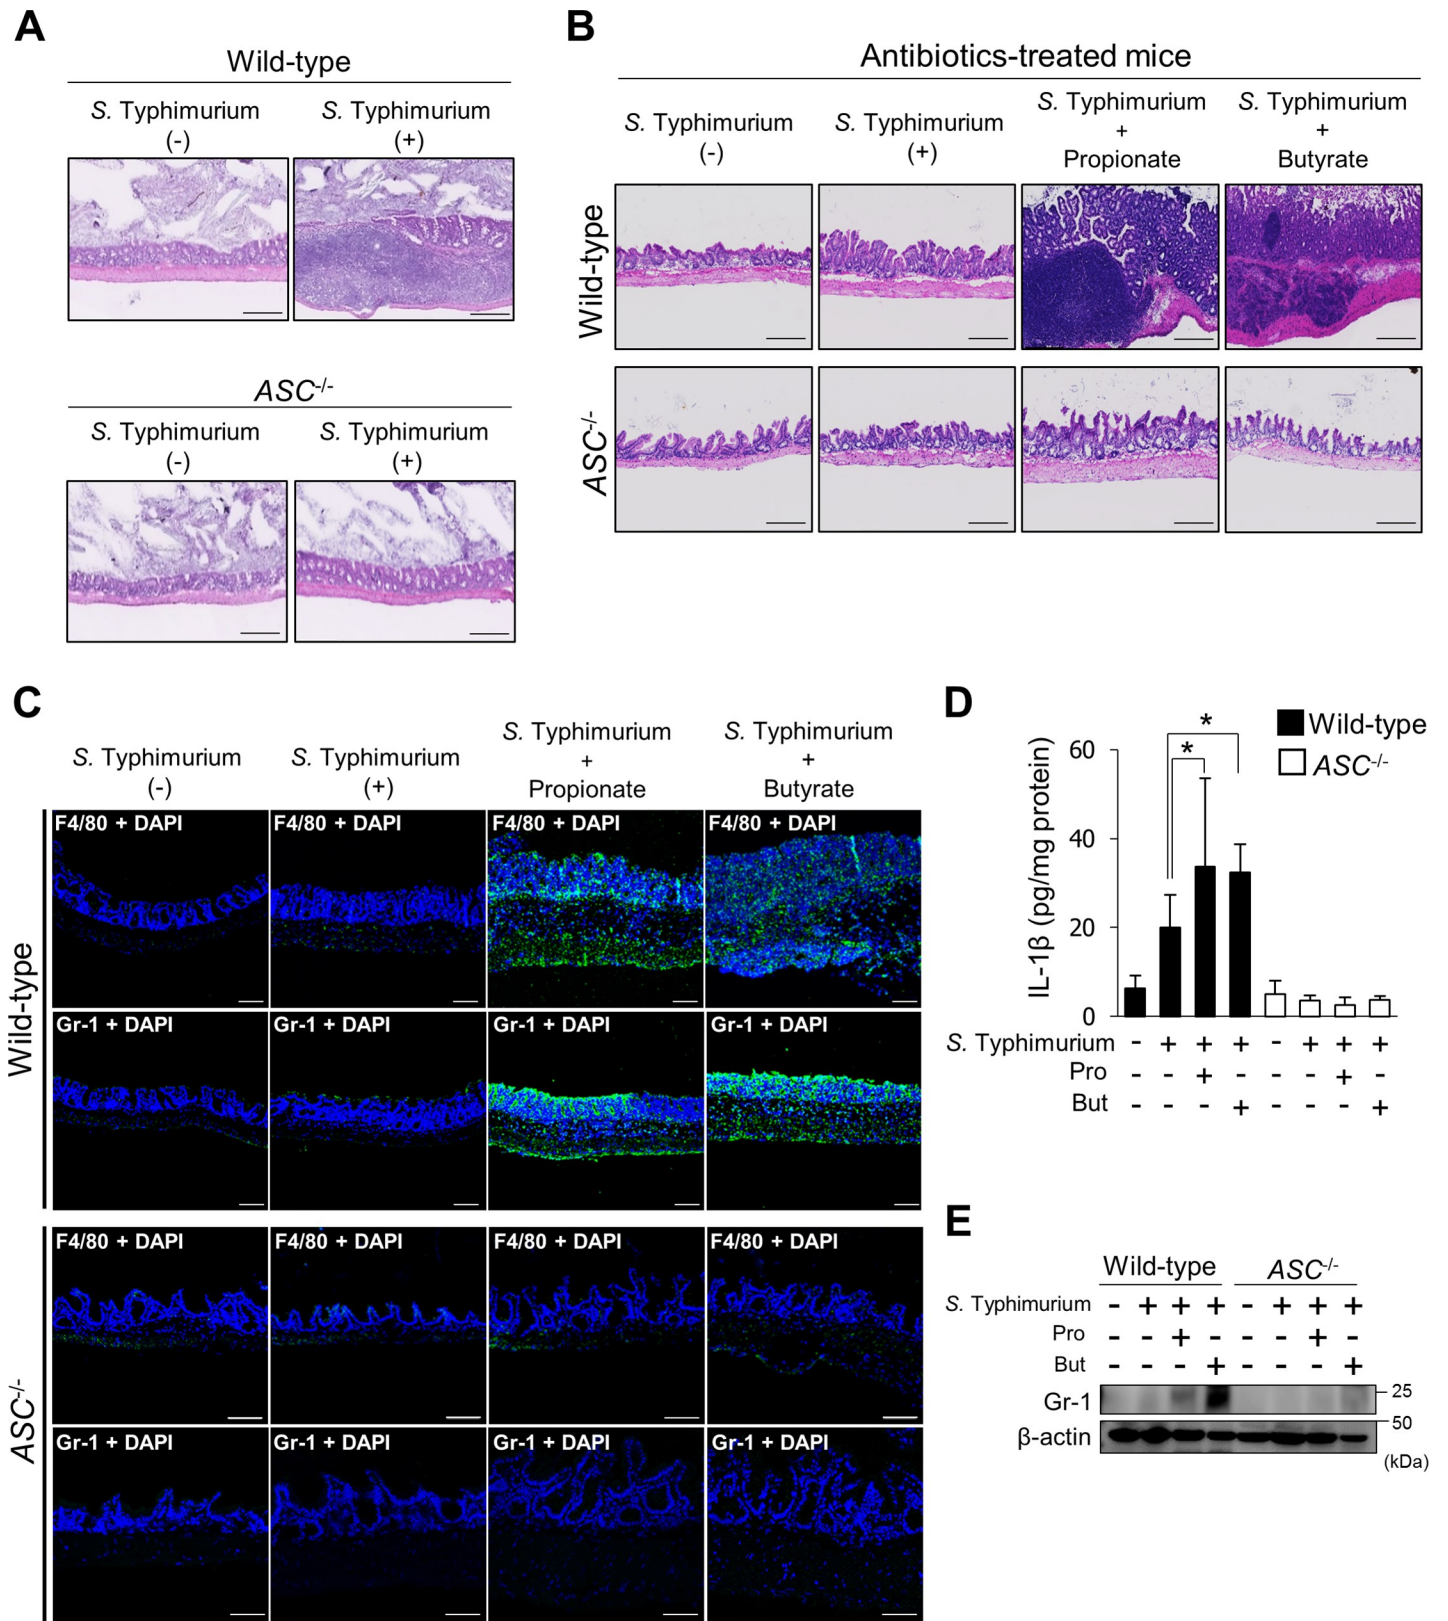 A
Wild-type
S. Typhimurium
(-)
S. Typhimurium
(+)
ASC-/-
S. Typhimurium
(-)
S. Typhimurium
(+)
B
Antibiotics-treated mice
S. Typhimurium
(-)
S. Typhimurium
(+)
S. Typhimurium
+
Propionate
S. Typhimurium
+
Butyrate
Wild-type
ASC-/-
C
S. Typhimurium
(-)
S. Typhimurium
(+)
S. Typhimurium
+
Propionate
S. Typhimurium
+
Butyrate
Wild-type
F4/80 + DAPI
F4/80 + DAPI
F4/80 + DAPI
F4/80 + DAPI
Gr-1 + DAPI
Gr-1 + DAPI
Gr-1 + DAPI
Gr-1 + DAPI
ASC-/-
F4/80 + DAPI
F4/80 + DAPI
F4/80 + DAPI
F4/80 + DAPI
Gr-1 + DAPI
Gr-1 + DAPI
Gr-1 + DAPI
Gr-1 + DAPI
D
Wild-type
ASC-/-
IL-1β (pg/mg protein)
60
40
20
0
*
*
S. Typhimurium - + + + - + + +
Pro - - + - - - + -
But - - - + - - - +
E
Wild-type ASC-/-
S. Typhimurium - + + + - + + +
Pro - - + - - - + -
But - - - + - - - +
Gr-1 25
50
β-actin
(kDa)